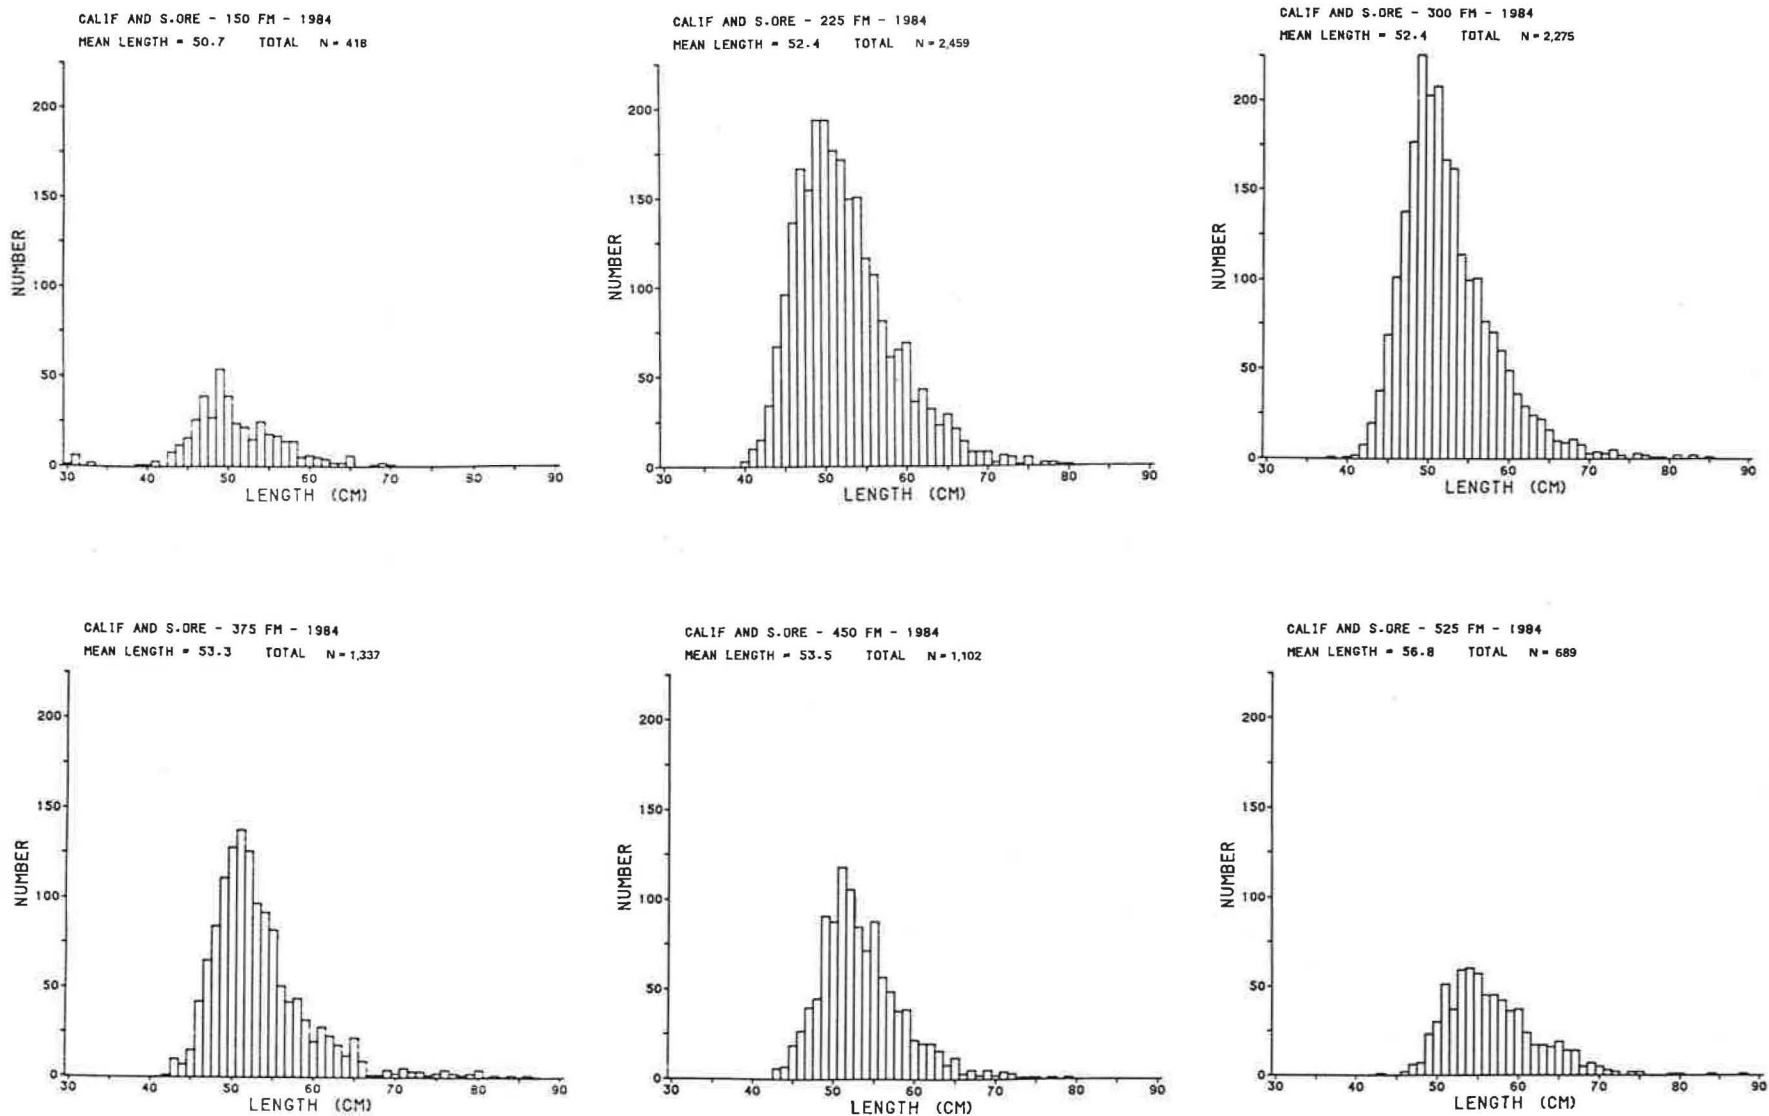 CALIF AND S.ORE - 150 FM - 1984
MEAN LENGTH = 50.7 TOTAL N = 418
200
150
100
50
0
NUMBER
30 40 50 60 70 80 90
LENGTH (CM)
CALIF AND S.ORE - 225 FM - 1984
MEAN LENGTH = 52.4 TOTAL N = 2,459
200
150
100
50
0
NUMBER
30 40 50 60 70 80 90
LENGTH (CM)
CALIF AND S.ORE - 300 FM - 1984
MEAN LENGTH = 52.4 TOTAL N = 2,275
200
150
100
50
0
NUMBER
30 40 50 60 70 80 90
LENGTH (CM)
CALIF AND S.ORE - 375 FM - 1984
MEAN LENGTH = 53.3 TOTAL N = 1,337
200
150
100
50
0
NUMBER
30 40 50 60 70 80 90
LENGTH (CM)
CALIF AND S.ORE - 450 FM - 1984
MEAN LENGTH = 53.5 TOTAL N = 1,102
200
150
100
50
0
NUMBER
30 40 50 60 70 80 90
LENGTH (CM)
CALIF AND S.ORE - 525 FM - 1984
MEAN LENGTH = 56.8 TOTAL N = 689
200
150
100
50
0
NUMBER
30 40 50 60 70 80 90
LENGTH (CM)